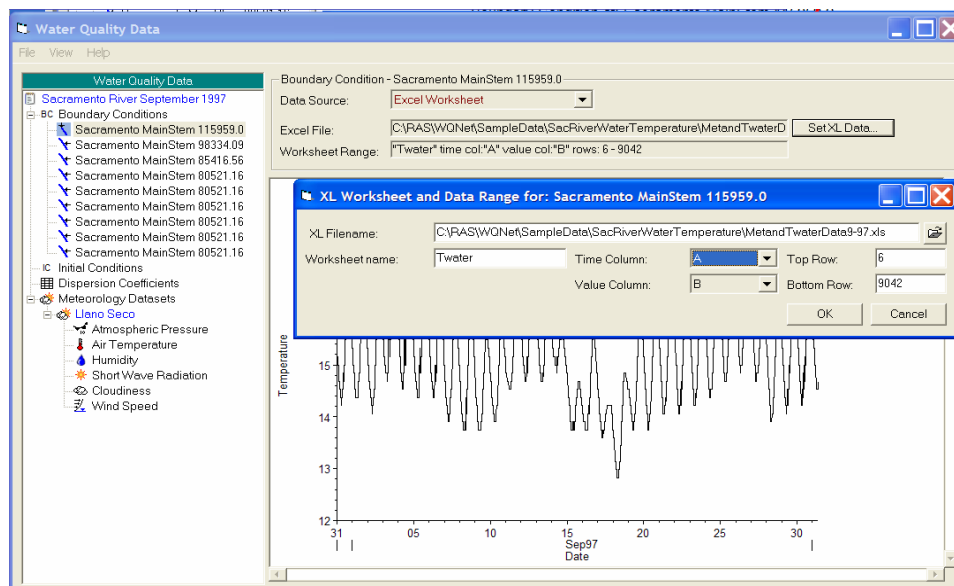 Water Quality Data
File View Help
Water Quality Data
Sacramento River September 1997
BC Boundary Conditions
Sacramento MainStem 115959.0
Sacramento MainStem 98334.09
Sacramento MainStem 85416.56
Sacramento MainStem 80521.16
Sacramento MainStem 80521.16
Sacramento MainStem 80521.16
Sacramento MainStem 80521.16
Sacramento MainStem 80521.16
Sacramento MainStem 80521.16
IC Initial Conditions
Dispersion Coefficients
Meteorology Datasets
Llano Seco
Atmospheric Pressure
Air Temperature
Humidity
Short Wave Radiation
Cloudiness
Wind Speed
Boundary Condition - Sacramento MainStem 115959.0
Data Source: Excel Worksheet
Excel File: C:\RAS\WQNet\SampleData\SacRiverWaterTemperature\MetandTwaterD Set XL Data...
Worksheet Range: "Twater" time col:"A" value col:"B" rows: 6 - 9042
XL Worksheet and Data Range for: Sacramento MainStem 115959.0
XL Filename: C:\RAS\WQNet\SampleData\SacRiverWaterTemperature\MetandTwaterData9-97.xls
Worksheet name: Twater Time Column: A Top Row: 6
Value Column: B Bottom Row: 9042
OK Cancel
Temperature
15
14
13
12
31 05 10 15 20 25 30
Sep97
Date